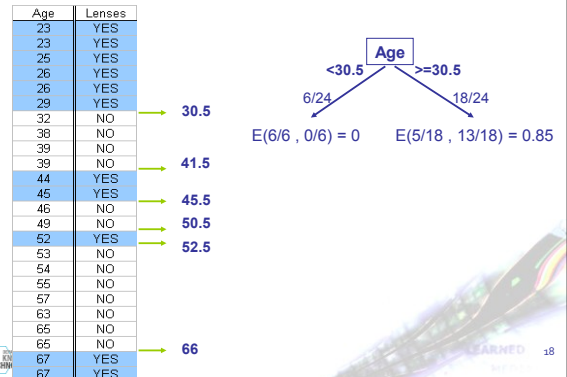 Age Lenses
23 YES
23 YES
25 YES
26 YES
26 YES
29 YES
32 NO
38 NO
39 NO
39 NO
44 YES
45 YES
46 NO
49 NO
52 YES
53 NO
54 NO
55 NO
57 NO
63 NO
65 NO
65 NO
67 YES
67 YES
30.5
41.5
45.5
50.5
52.5
66
Age
<30.5 >=30.5
6/24 18/24
E(6/6 , 0/6) = 0 E(5/18 , 13/18) = 0.85
LEARNED
18